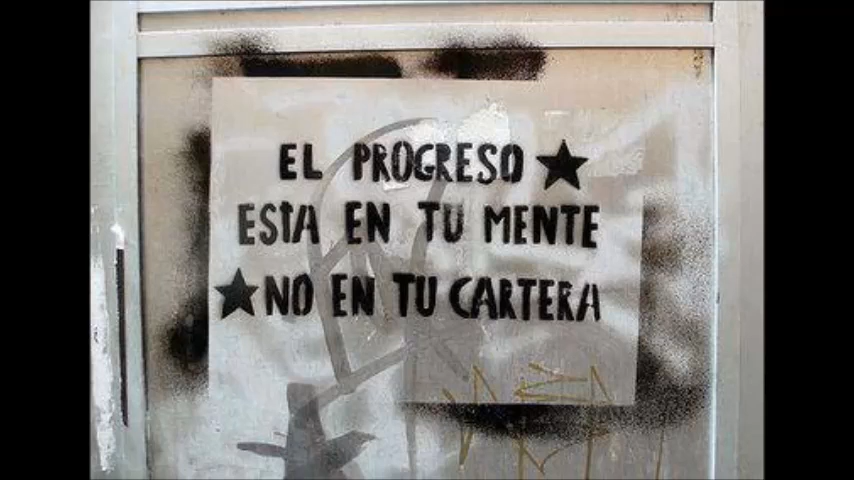 EL PROGRESO
ESTA EN TU MENTE
NO EN TU CARTERA